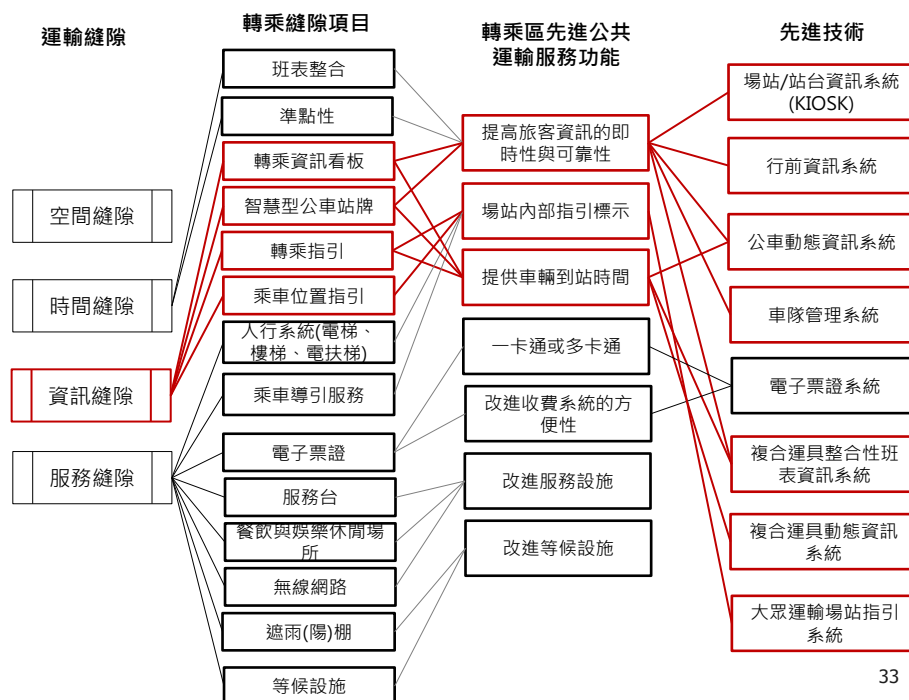 運輸縫隙
轉乘縫隙項目
轉乘區先進公共
運輸服務功能
先進技術
空間縫隙
時間縫隙
資訊縫隙
服務縫隙
班表整合
準點性
轉乘資訊看板
智慧型公車站牌
轉乘指引
乘車位置指引
人行系統(電梯、
樓梯、電扶梯)
乘車導引服務
電子票證
服務台
餐飲與娛樂休閒場
所
無線網路
遮雨(陽)棚
等候設施
提高旅客資訊的即
時性與可靠性
場站內部指引標示
提供車輛到站時間
一卡通或多卡通
改進收費系統的方
便性
改進服務設施
改進等候設施
場站/站台資訊系統
(KIOSK)
行前資訊系統
公車動態資訊系統
車隊管理系統
電子票證系統
複合運具整合性班
表資訊系統
複合運具動態資訊
系統
大眾運輸場站指引
系統
33